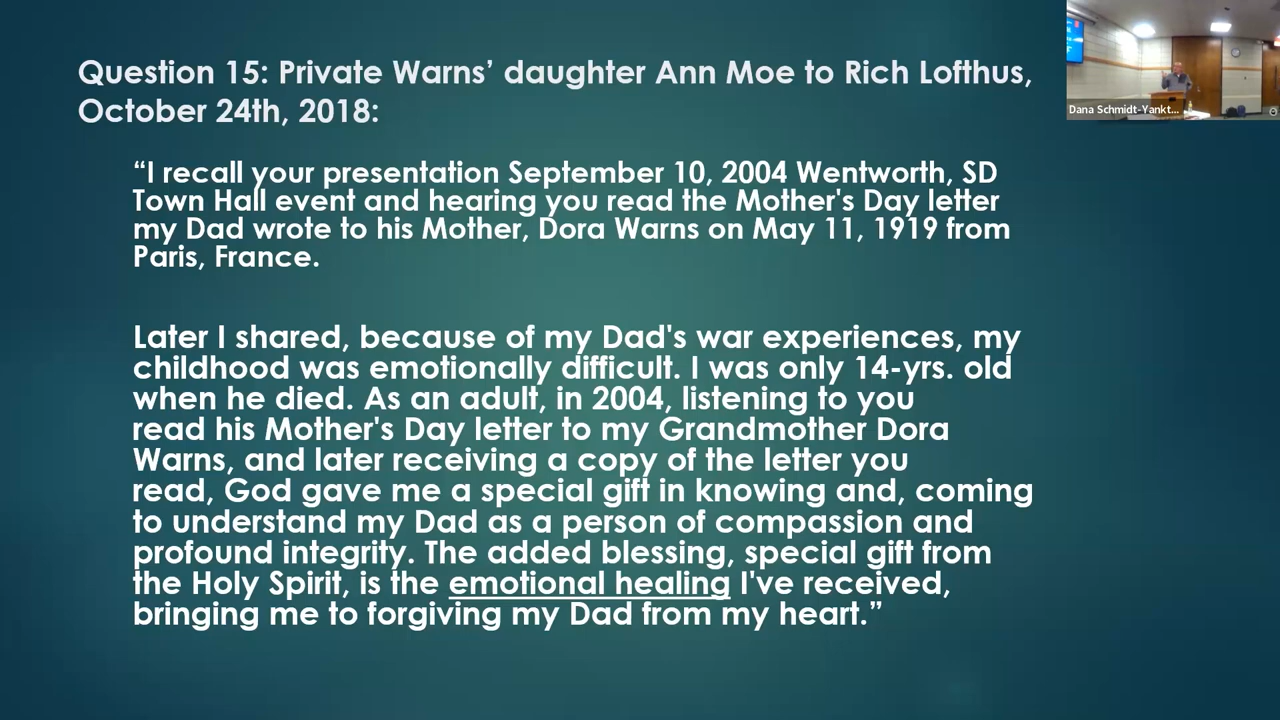 Question 15: Private Warns’ daughter Ann Moe to Rich Lofthus,
October 24th, 2018:
“I recall your presentation September 10, 2004 Wentworth, SD
Town Hall event and hearing you read the Mother's Day letter
my Dad wrote to his Mother, Dora Warns on May 11, 1919 from
Paris, France.
Later I shared, because of my Dad's war experiences, my
childhood was emotionally difficult. I was only 14-yrs. old
when he died. As an adult, in 2004, listening to you
read his Mother's Day letter to my Grandmother Dora
Warns, and later receiving a copy of the letter you
read, God gave me a special gift in knowing and, coming
to understand my Dad as a person of compassion and
profound integrity. The added blessing, special gift from
the Holy Spirit, is the emotional healing I've received,
bringing me to forgiving my Dad from my heart.”
Dana Schmidt-Yankt...